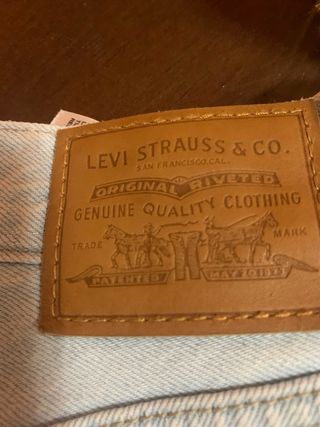 LEVI STRAUSS & CO.
SAN FRANCISCO, CAL.
ORIGINAL RIVETED
GENUINE QUALITY CLOTHING
TRADE MARK
PATENTED MAY 20 1873